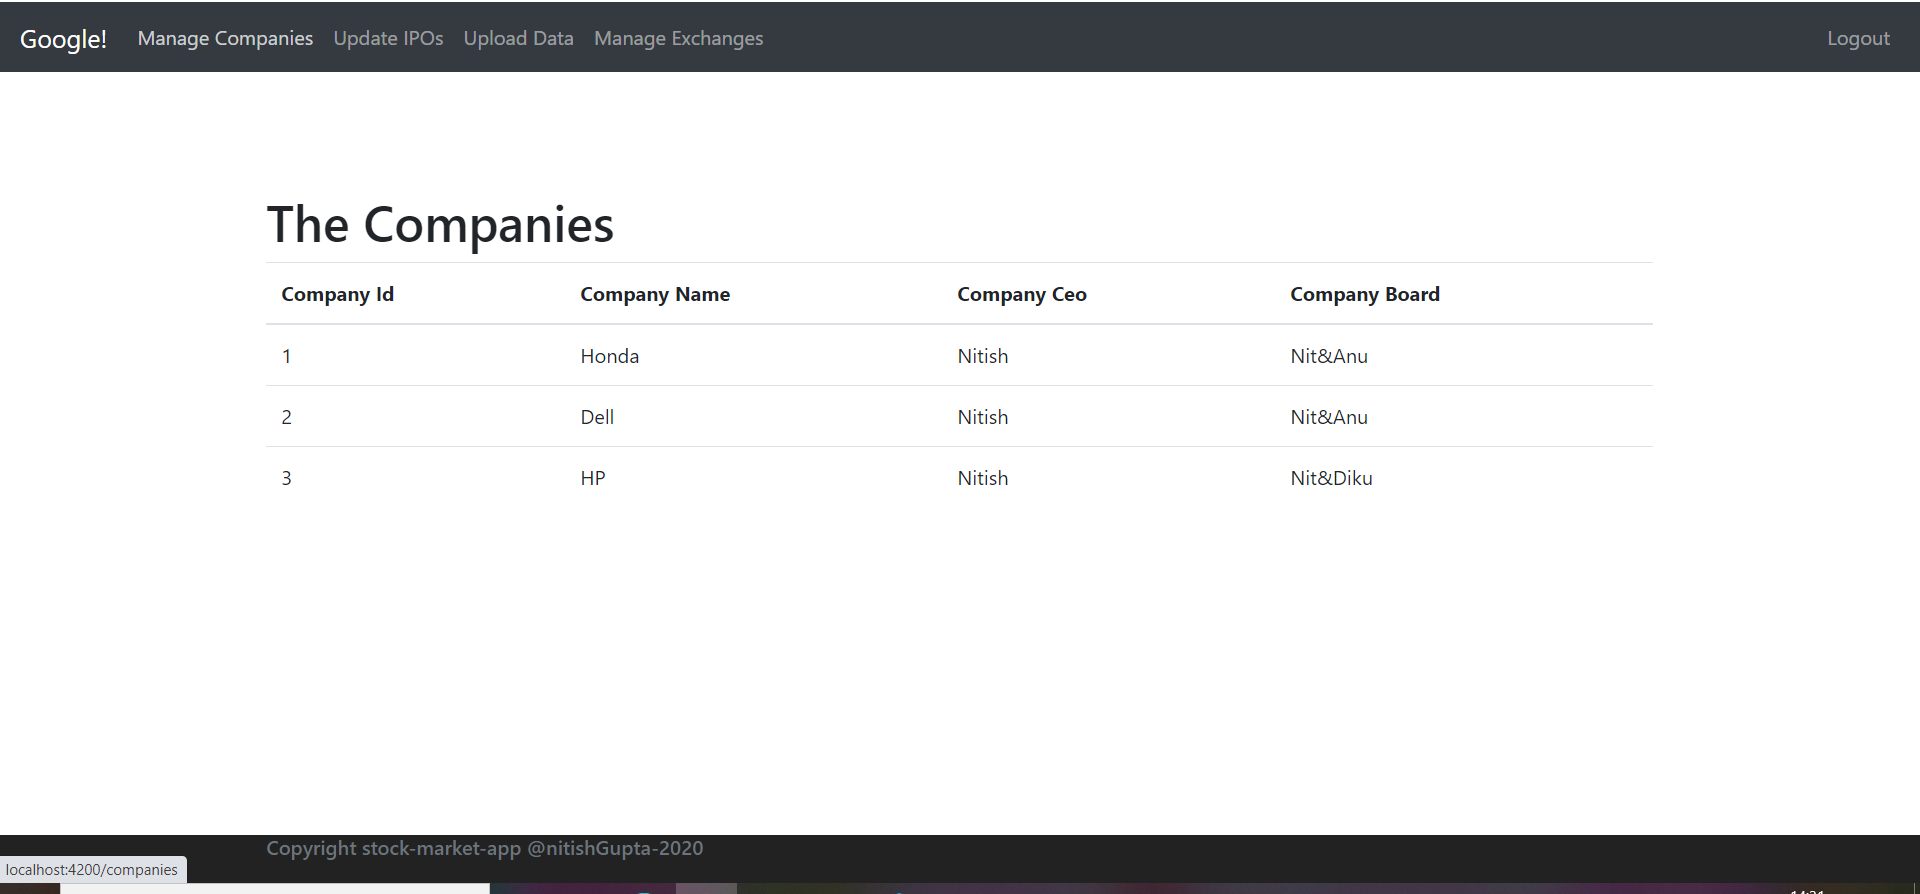 Google! Manage Companies Update IPOs Upload Data Manage Exchanges Logout
The Companies
Company Id Company Name Company Ceo Company Board
1 Honda Nitish Nit&Anu
2 Dell Nitish Nit&Anu
3 HP Nitish Nit&Diku
Copyright stock-market-app @nitishGupta-2020
localhost:4200/companies